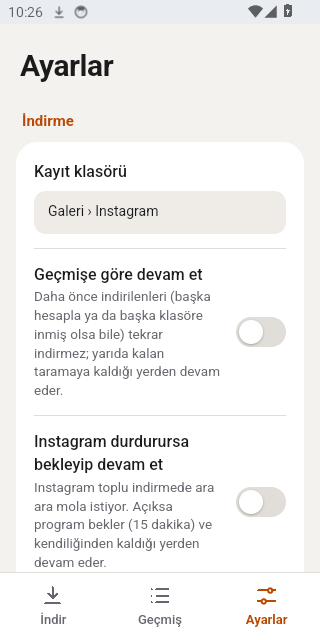 10:26
Ayarlar
İndirme
Kayıt klasörü
Galeri › Instagram
Geçmişe göre devam et
Daha önce indirilenleri (başka
hesapla ya da başka klasöre
inmiş olsa bile) tekrar
indirmez; yarıda kalan
taramaya kaldığı yerden devam
eder.
Instagram durdurursa
bekleyip devam et
Instagram toplu indirmede ara
ara mola istiyor. Açıksa
program bekler (15 dakika) ve
kendiliğinden kaldığı yerden
devam eder.
İndir
Geçmiş
Ayarlar